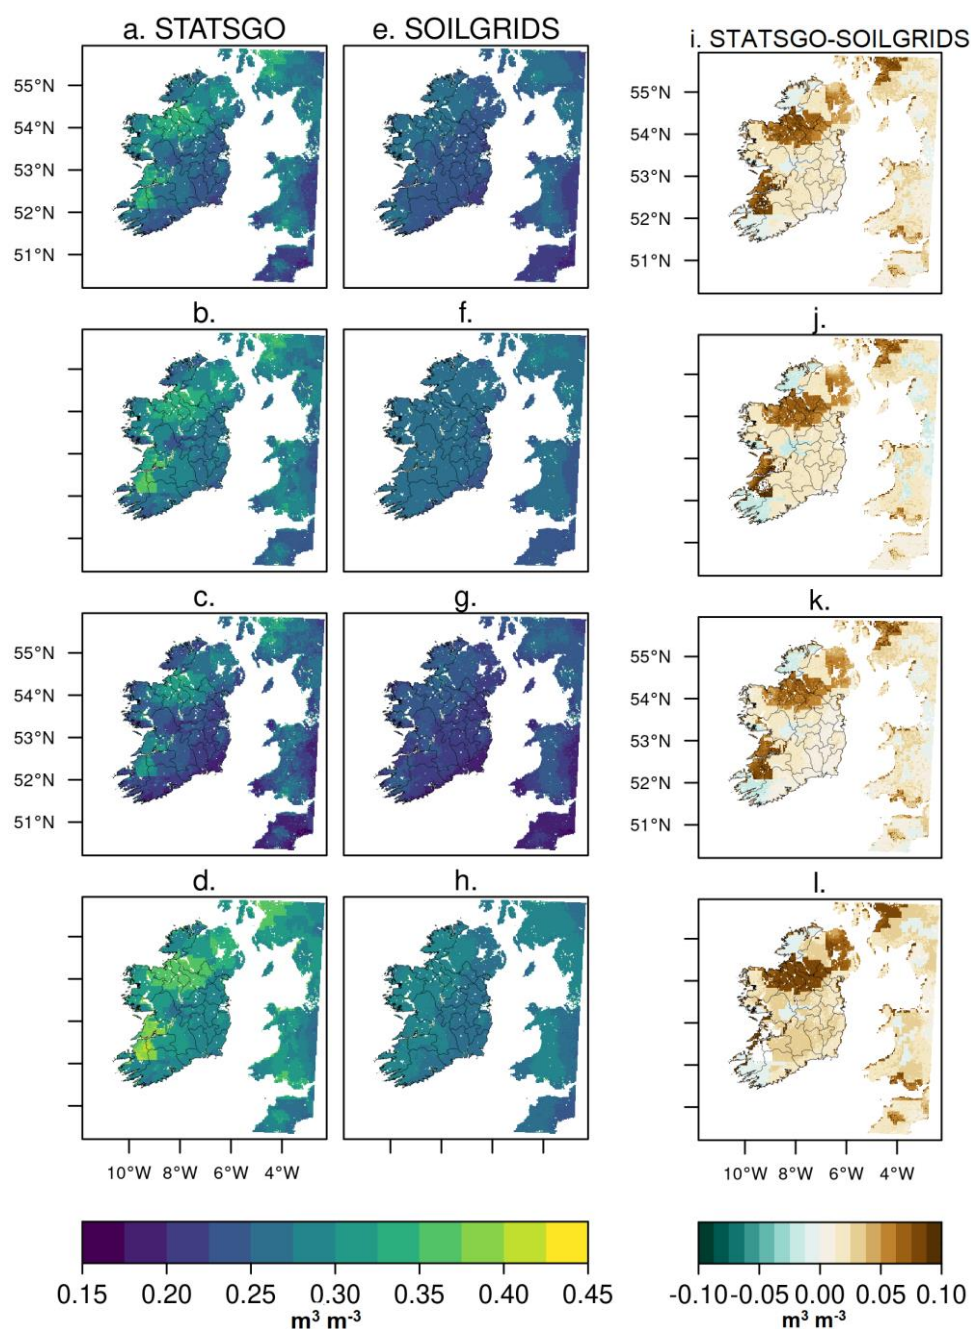 a. STATSGO e. SOILGRIDS i. STATSGO-SOILGRIDS
55°N 55°N
54°N 54°N
53°N 53°N
52°N 52°N
51°N 51°N
b. f. j.
c. g. k.
55°N 55°N
54°N 54°N
53°N 53°N
52°N 52°N
51°N 51°N
d. h. l.
10°W 8°W 6°W 4°W 10°W 8°W 6°W 4°W
0.15 0.20 0.25 0.30 0.35 0.40 0.45 -0.10 -0.05 0.00 0.05 0.10
m³ m⁻³ m³ m⁻³